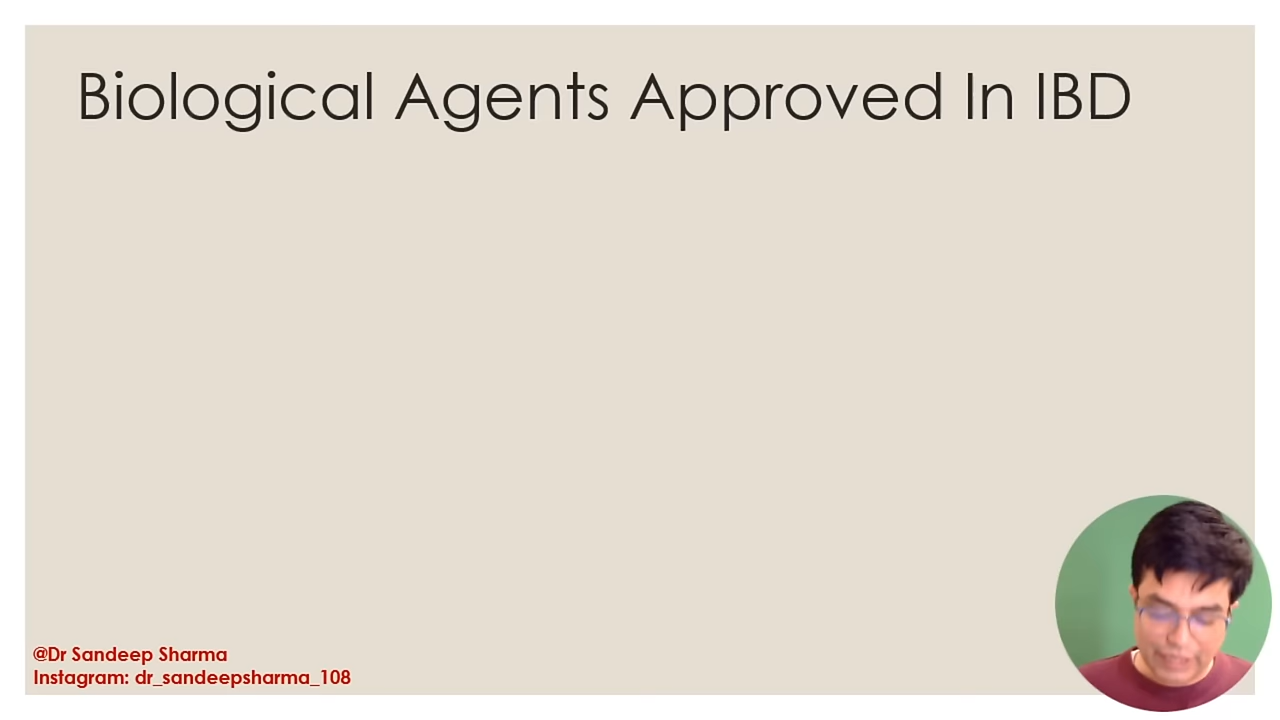 Biological Agents Approved In IBD
@Dr Sandeep Sharma
Instagram: dr_sandeepsharma_108